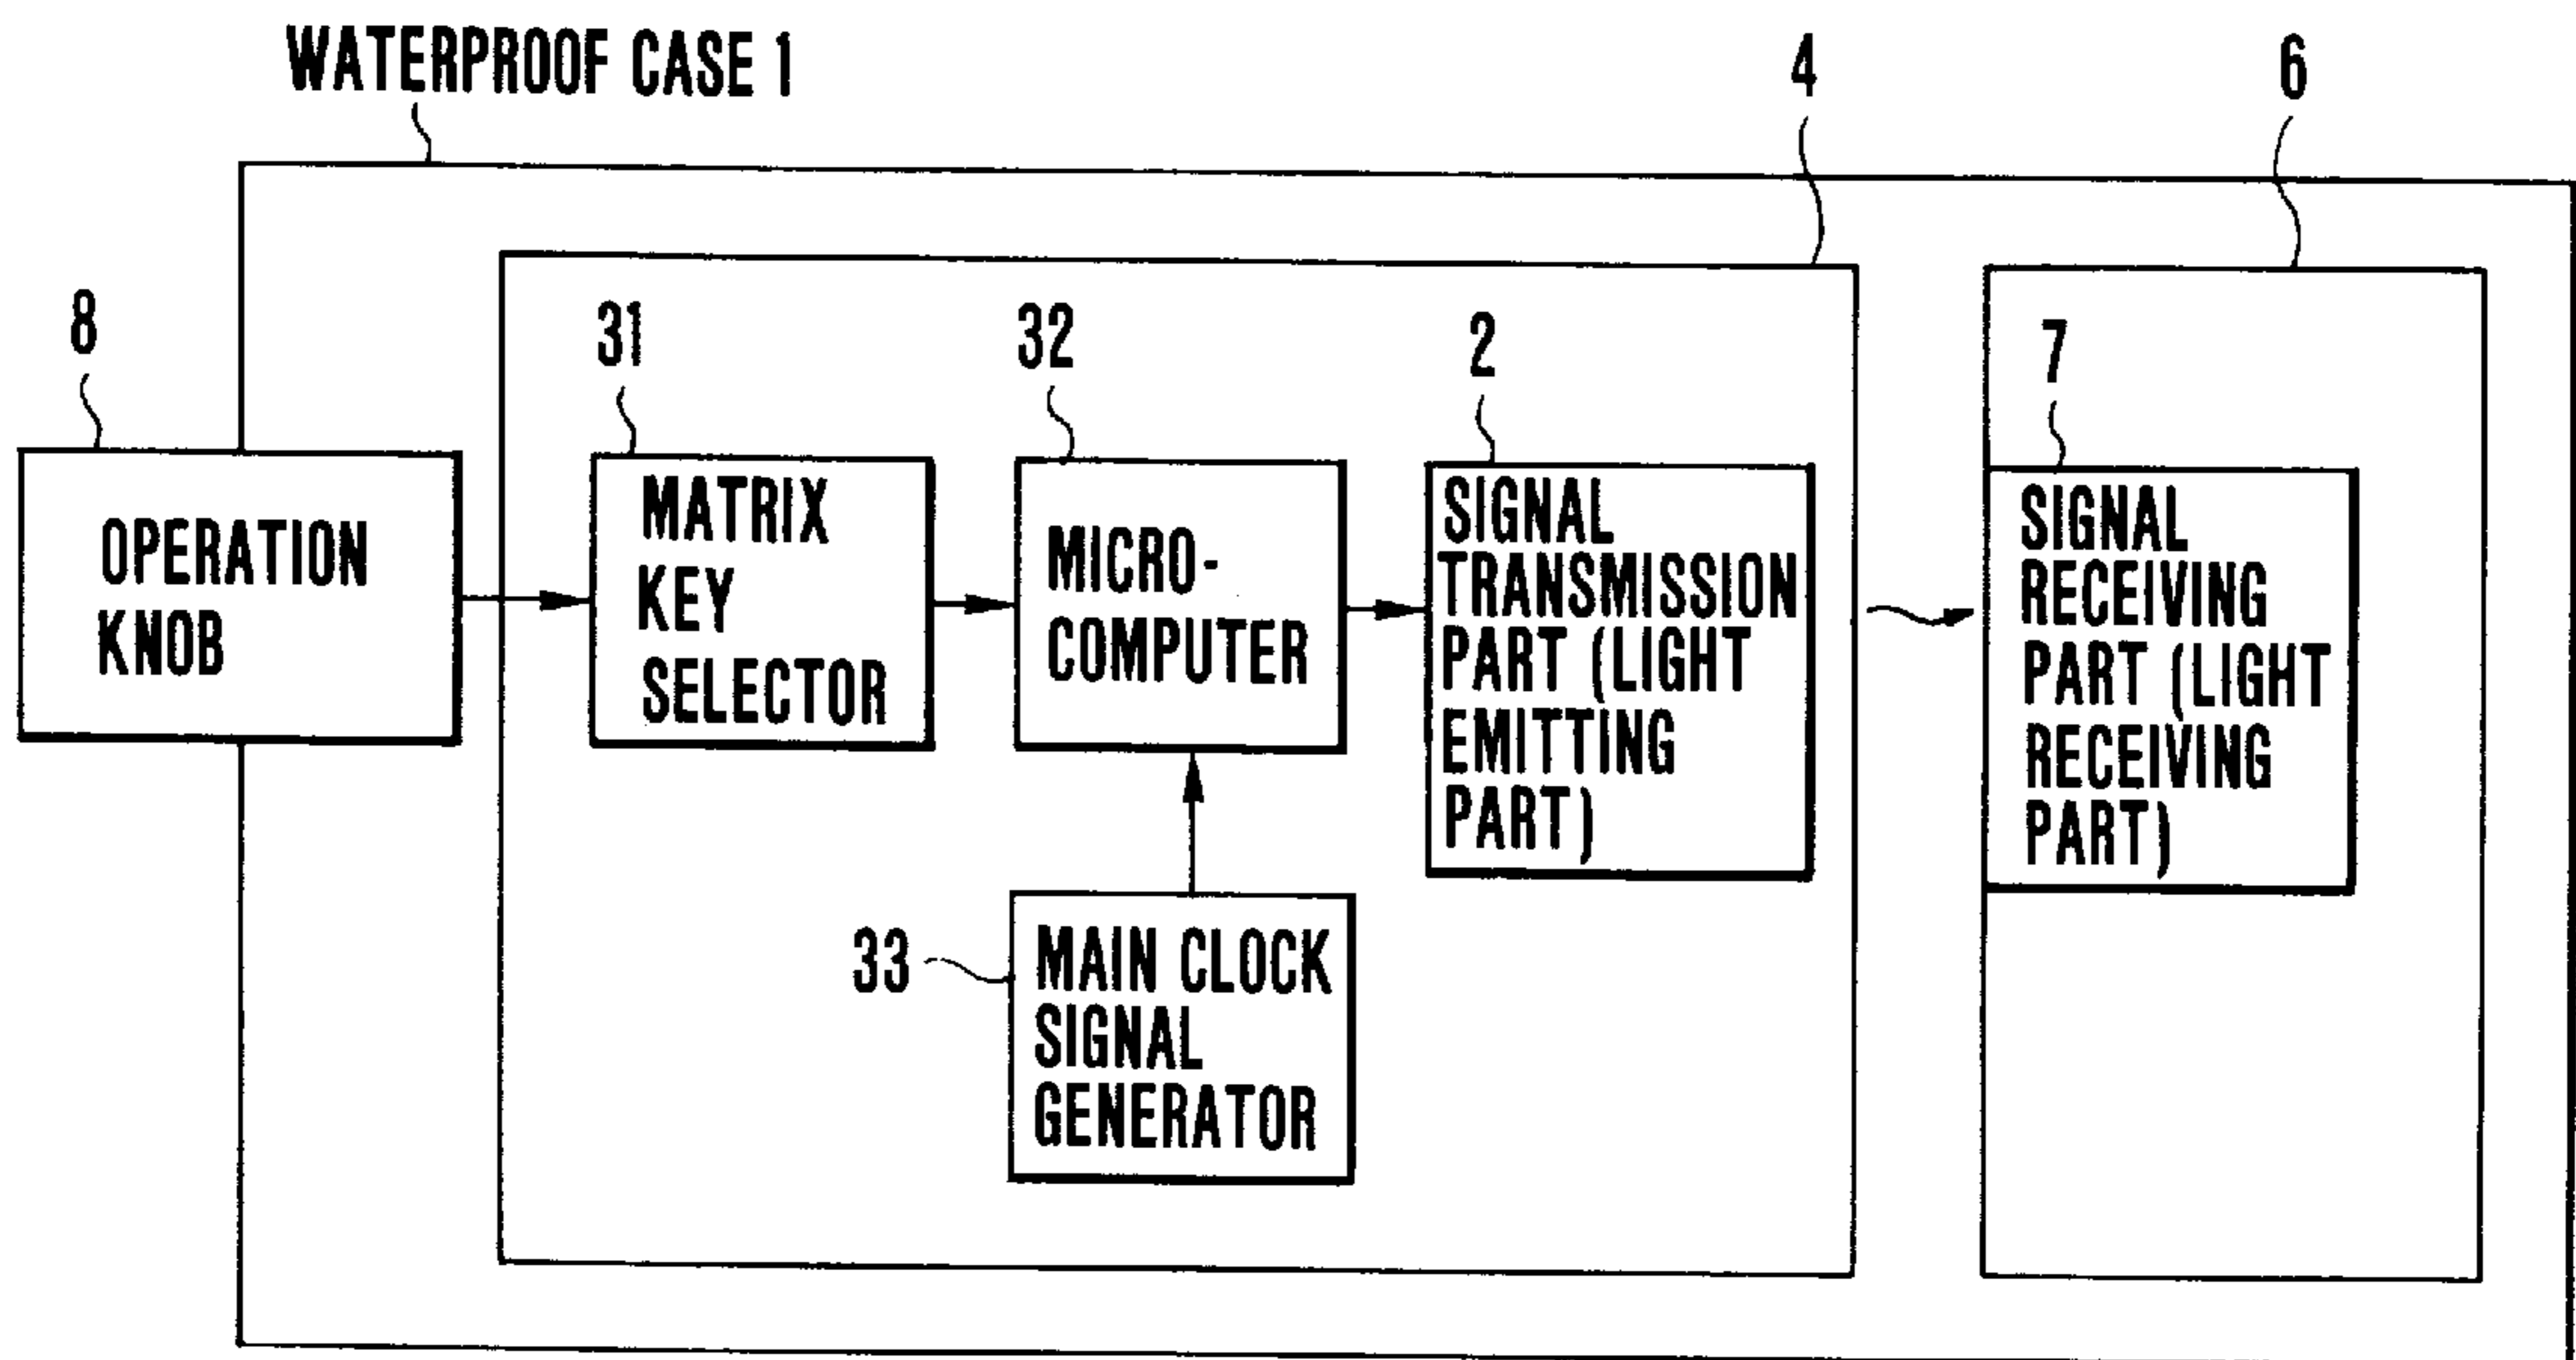 WATERPROOF CASE 1
4
6
8
31
32
2
7
OPERATION
KNOB
MATRIX
KEY
SELECTOR
MICRO-
COMPUTER
SIGNAL
TRANSMISSION
PART (LIGHT
EMITTING
PART)
SIGNAL
RECEIVING
PART (LIGHT
RECEIVING
PART)
33
MAIN CLOCK
SIGNAL
GENERATOR